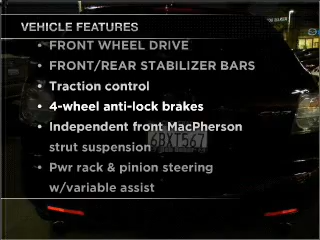 VEHICLE FEATURES
• FRONT WHEEL DRIVE
• FRONT/REAR STABILIZER BARS
• Traction control
• 4-wheel anti-lock brakes
• Independent front MacPherson
strut suspension
6BXT567
• Pwr rack & pinion steering
w/variable assist